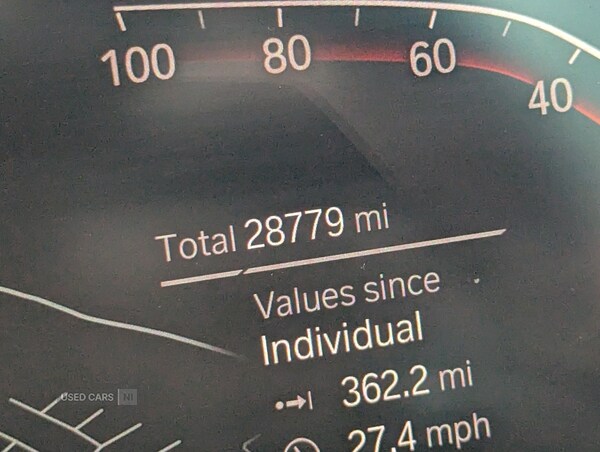 100 80 60 40
Total 28779 mi
Values since
Individual
362.2 mi
27.4 mph
USED CARS NI